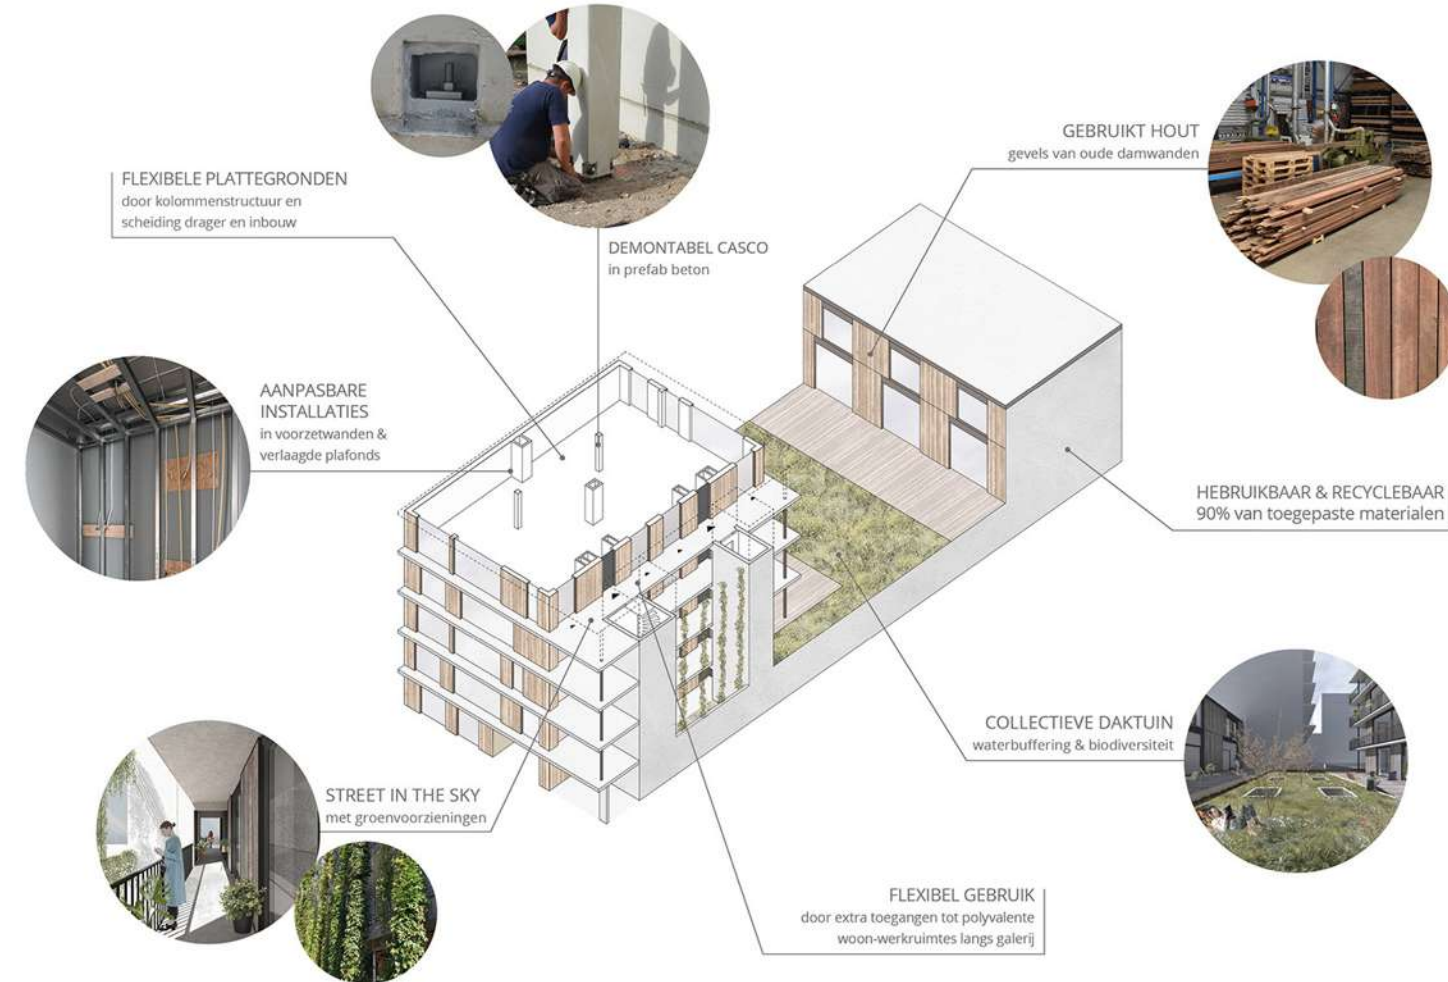 GEBRUIKT HOUT
gevels van oude damwanden
FLEXIBELE PLATTEGRONDEN
door kolommenstructuur en
scheiding drager en inbouw
DEMONTABEL CASCO
in prefab beton
AANPASBARE
INSTALLATIES
in voorzetwanden &
verlaagde plafonds
HEBRUIKBAAR & RECYCLEBAAR
90% van toegepaste materialen
COLLECTIEVE DAKTUIN
waterbuffering & biodiversiteit
STREET IN THE SKY
met groenvoorzieningen
FLEXIBEL GEBRUIK
door extra toegangen tot polyvalente
woon-werkruimtes langs galerij